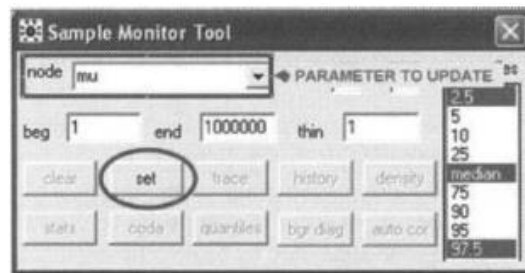 Sample Monitor Tool
node mu PARAMETER TO UPDATE
2.5
beg 1 end 1000000 thin 1
5
10
25
clear set trace history density
median
75
90
stats coda quantiles bgr diag auto cor
95
97.5